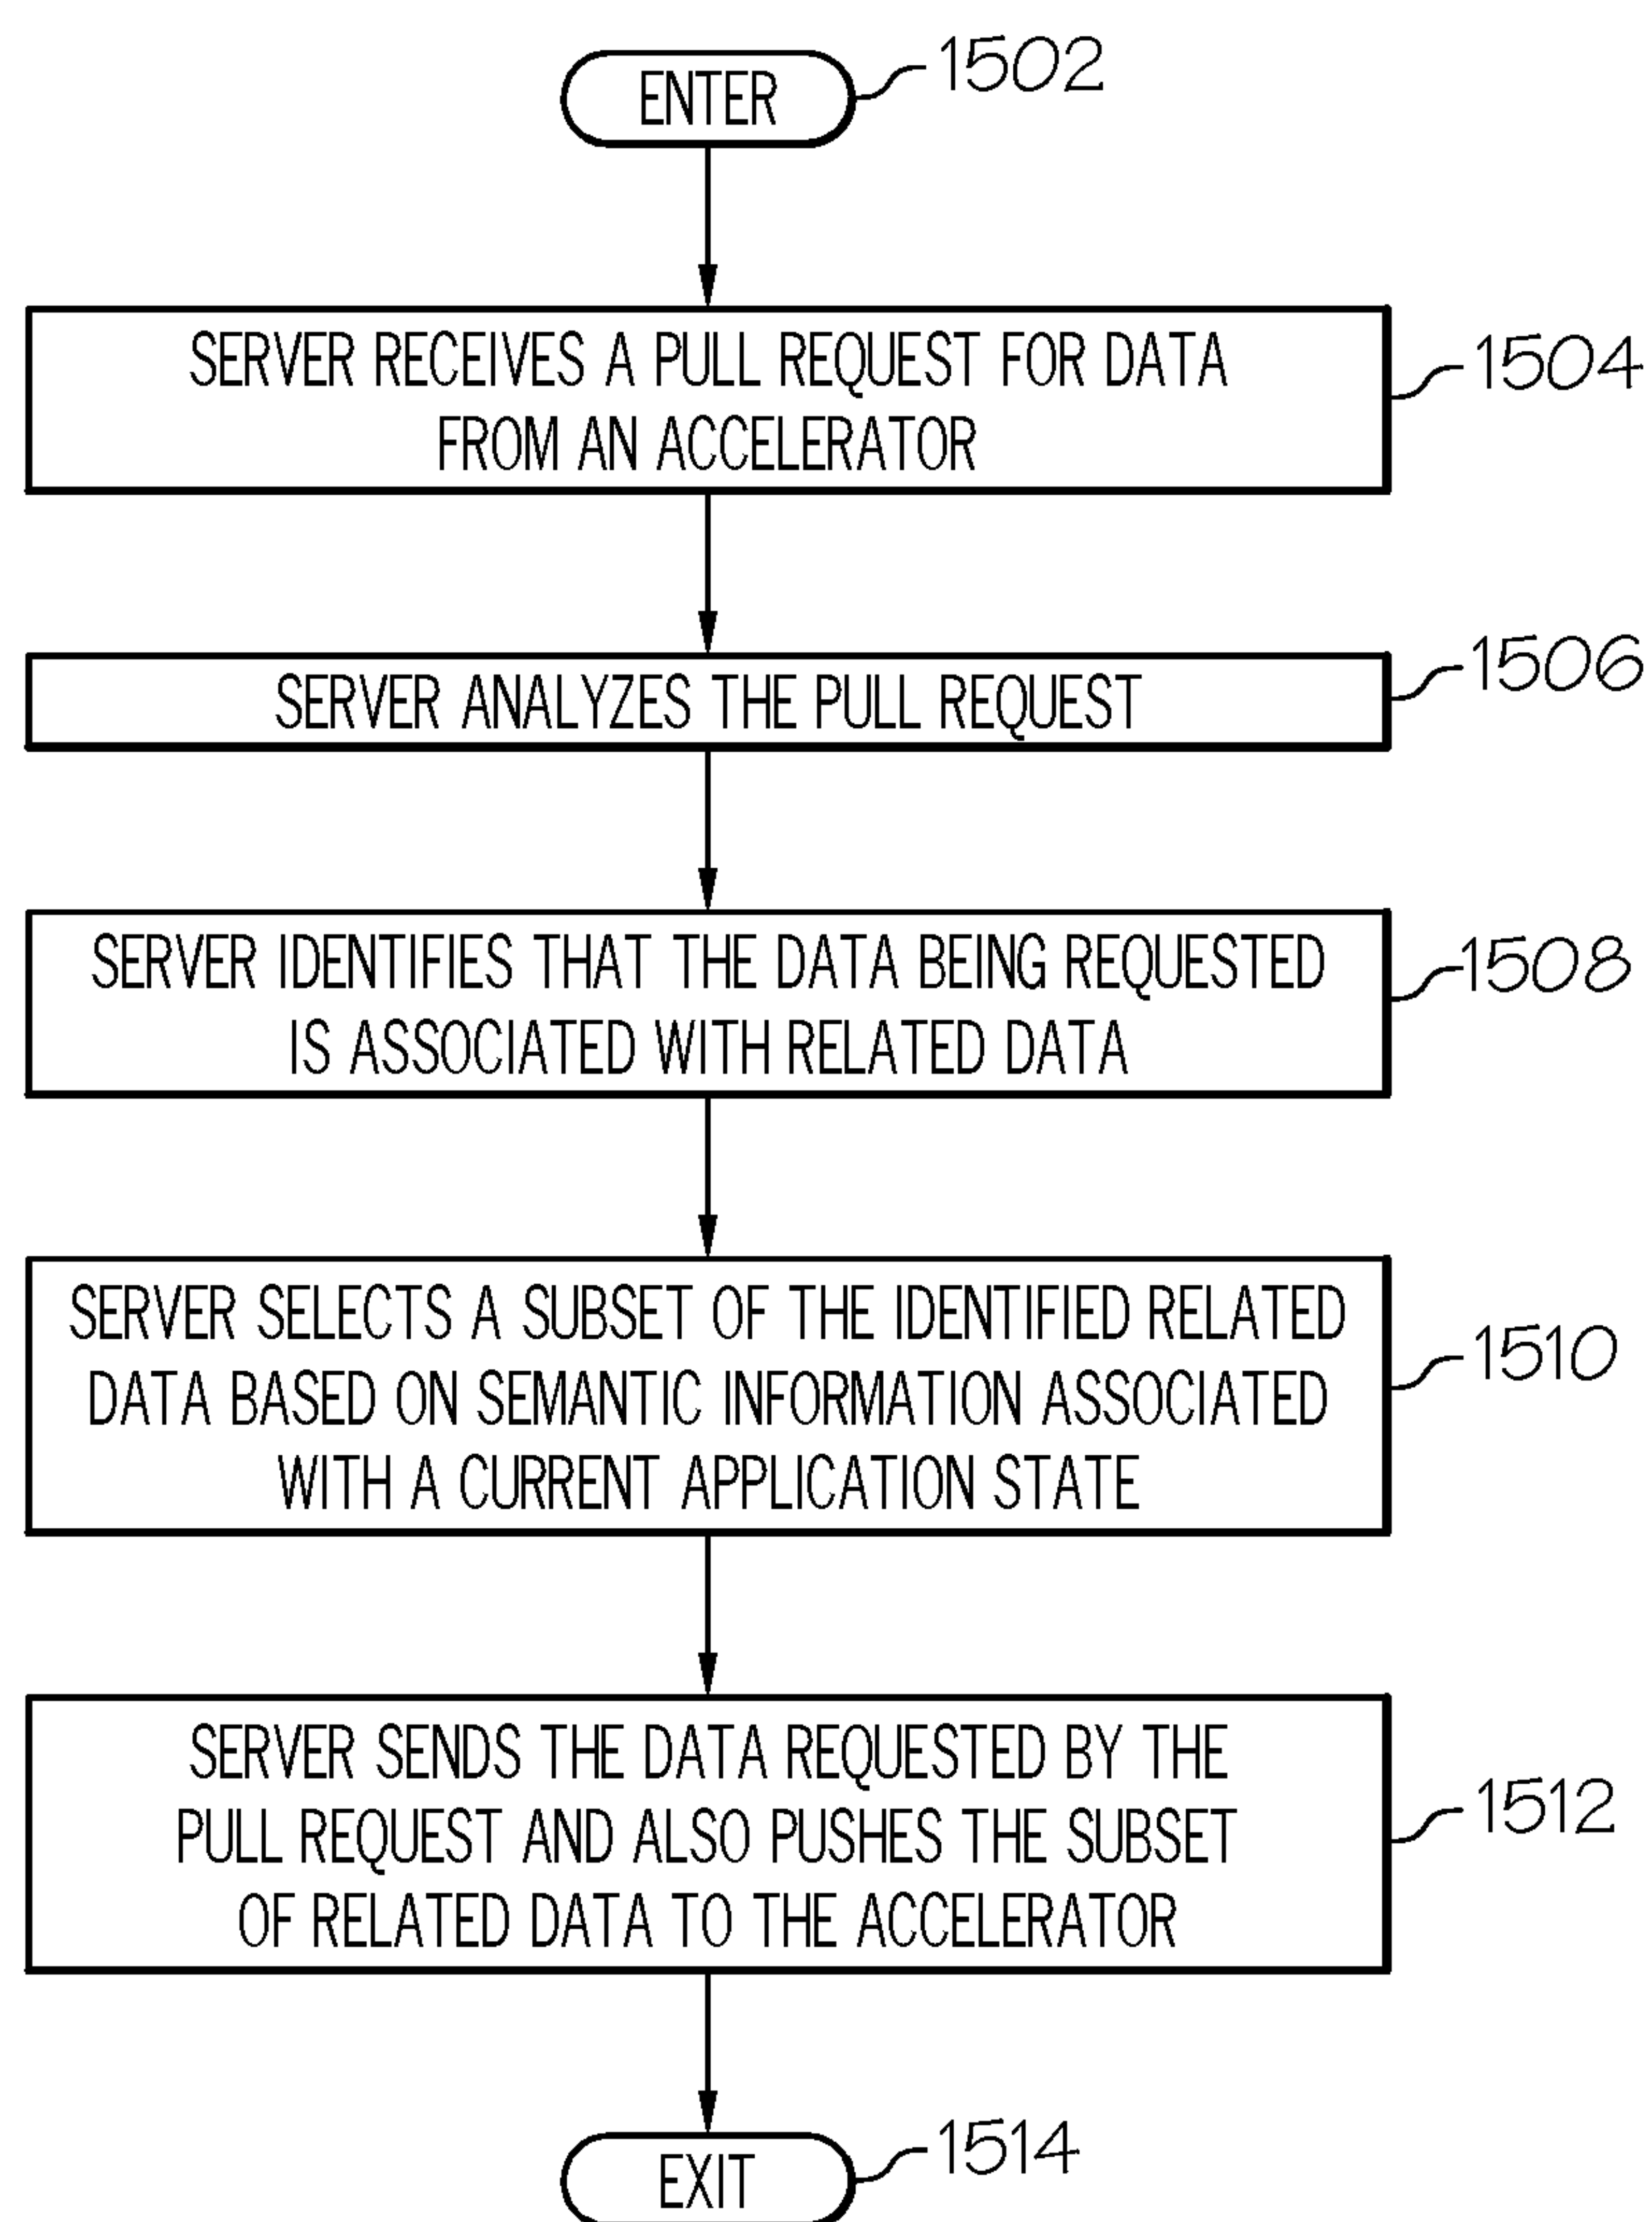 ENTER
1502
SERVER RECEIVES A PULL REQUEST FOR DATA
FROM AN ACCELERATOR
1504
SERVER ANALYZES THE PULL REQUEST
1506
SERVER IDENTIFIES THAT THE DATA BEING REQUESTED
IS ASSOCIATED WITH RELATED DATA
1508
SERVER SELECTS A SUBSET OF THE IDENTIFIED RELATED
DATA BASED ON SEMANTIC INFORMATION ASSOCIATED
WITH A CURRENT APPLICATION STATE
1510
SERVER SENDS THE DATA REQUESTED BY THE
PULL REQUEST AND ALSO PUSHES THE SUBSET
OF RELATED DATA TO THE ACCELERATOR
1512
EXIT
1514